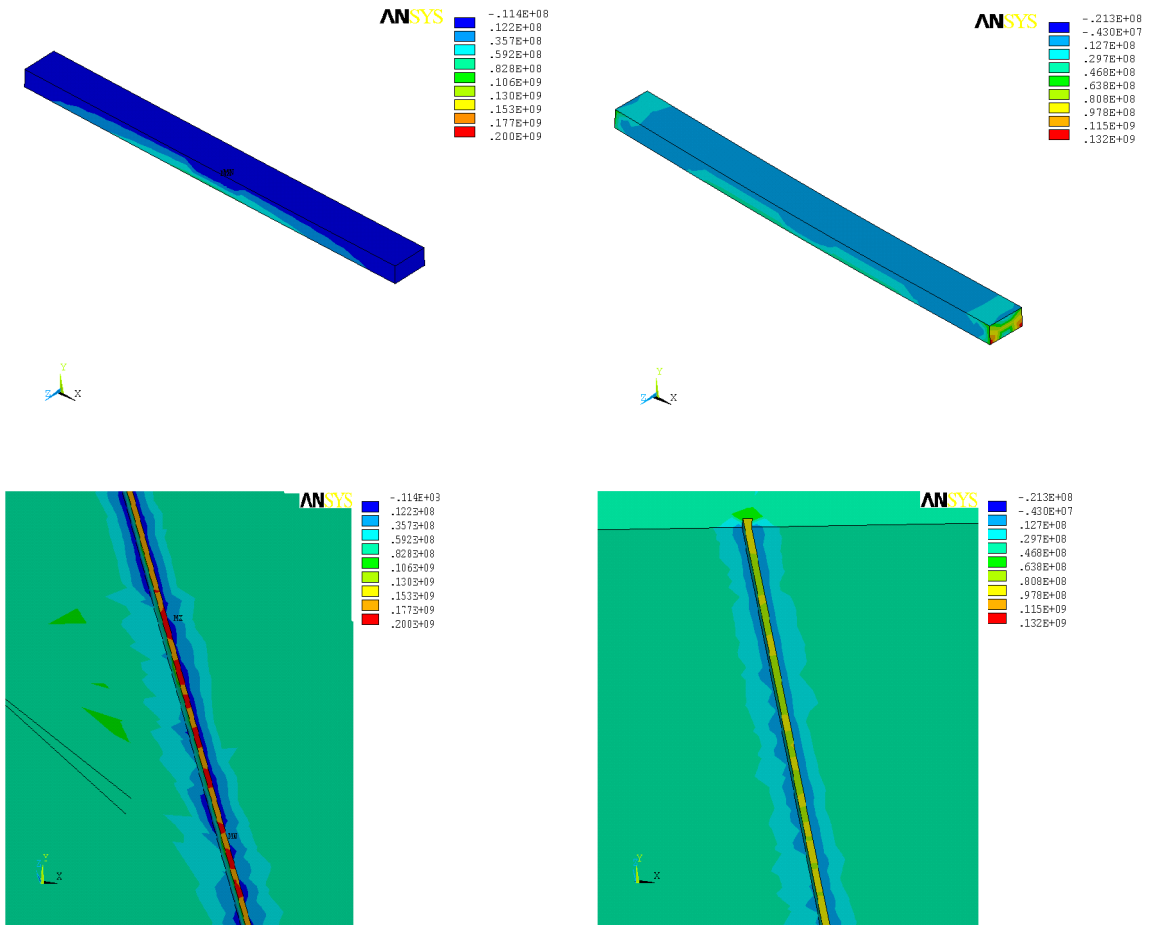 ANSYS
-.114E+08
.122E+08
.357E+08
.592E+08
.828E+08
.106E+09
.130E+09
.153E+09
.177E+09
.200E+09
Y
Z X
ANSYS
-.213E+08
-.430E+07
.127E+08
.297E+08
.468E+08
.638E+08
.808E+08
.978E+08
.115E+09
.132E+09
Y
Z X
ANSYS
-.114E+08
.122E+08
.357E+08
.592E+08
.828E+08
.106E+09
.130E+09
.153E+09
.177E+09
.200E+09
MX
Y
X
ANSYS
-.213E+08
-.430E+07
.127E+08
.297E+08
.468E+08
.638E+08
.808E+08
.978E+08
.115E+09
.132E+09
Y
X